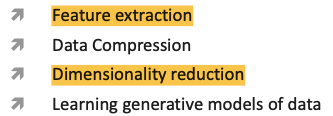 Feature extraction
Data Compression
Dimensionality reduction
Learning generative models of data